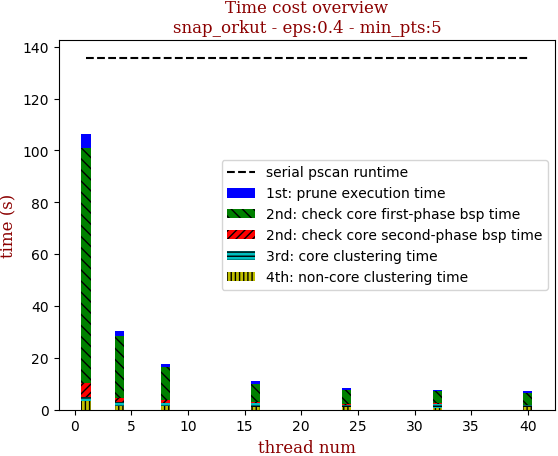 Time cost overview
snap_orkut - eps:0.4 - min_pts:5
140
120
100
80
60
40
20
0
time (s)
serial pscan runtime
1st: prune execution time
2nd: check core first-phase bsp time
2nd: check core second-phase bsp time
3rd: core clustering time
4th: non-core clustering time
0 5 10 15 20 25 30 35 40
thread num